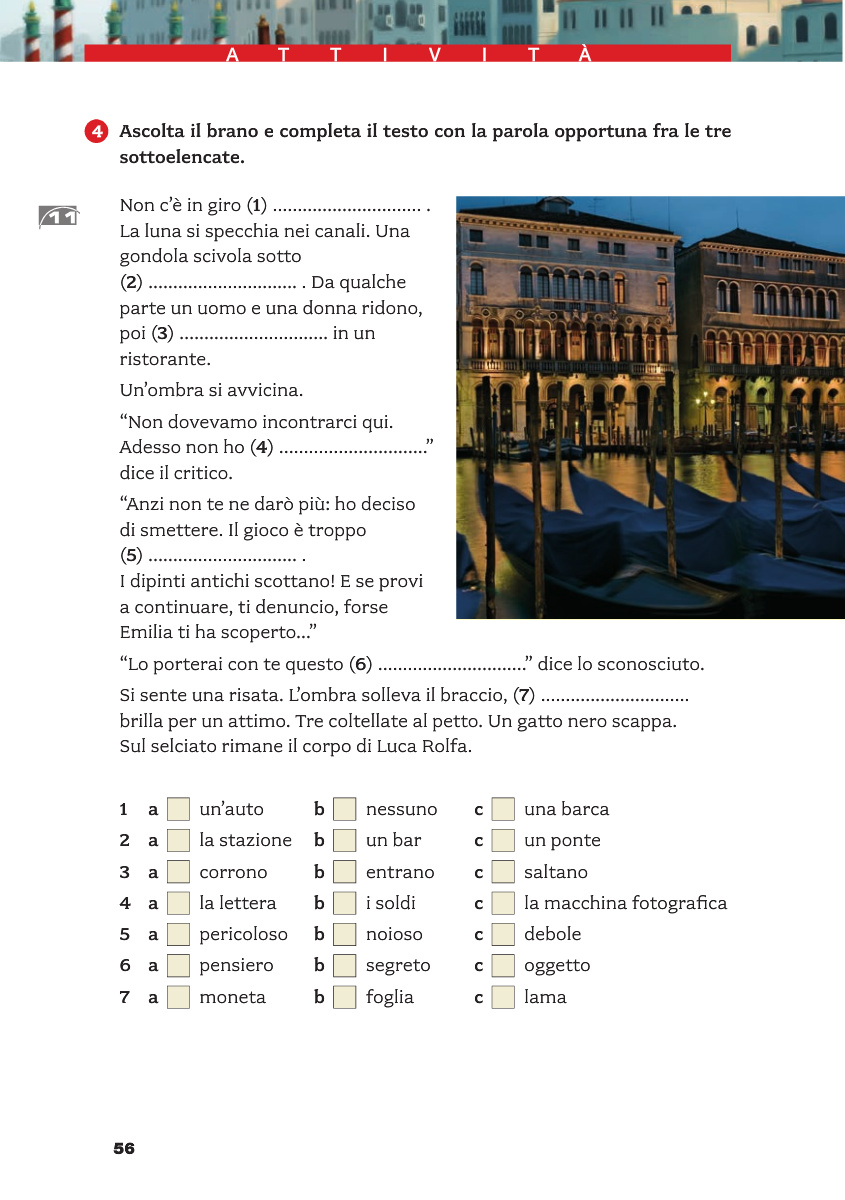 ATTIVITÀ
4 Ascolta il brano e completa il testo con la parola opportuna fra le tre
sottoelencate.
11
Non c’è in giro (1) .............................. .
La luna si specchia nei canali. Una
gondola scivola sotto
(2) .............................. . Da qualche
parte un uomo e una donna ridono,
poi (3) .............................. in un
ristorante.
Un’ombra si avvicina.
“Non dovevamo incontrarci qui.
Adesso non ho (4) ..............................”
dice il critico.
“Anzi non te ne darò più: ho deciso
di smettere. Il gioco è troppo
(5) .............................. .
I dipinti antichi scottano! E se provi
a continuare, ti denuncio, forse
Emilia ti ha scoperto...”
“Lo porterai con te questo (6) ..............................” dice lo sconosciuto.
Si sente una risata. L’ombra solleva il braccio, (7) ..............................
brilla per un attimo. Tre coltellate al petto. Un gatto nero scappa.
Sul selciato rimane il corpo di Luca Rolfa.
1 a un’auto b nessuno c una barca
2 a la stazione b un bar c un ponte
3 a corrono b entrano c saltano
4 a la lettera b i soldi c la macchina fotografica
5 a pericoloso b noioso c debole
6 a pensiero b segreto c oggetto
7 a moneta b foglia c lama
56